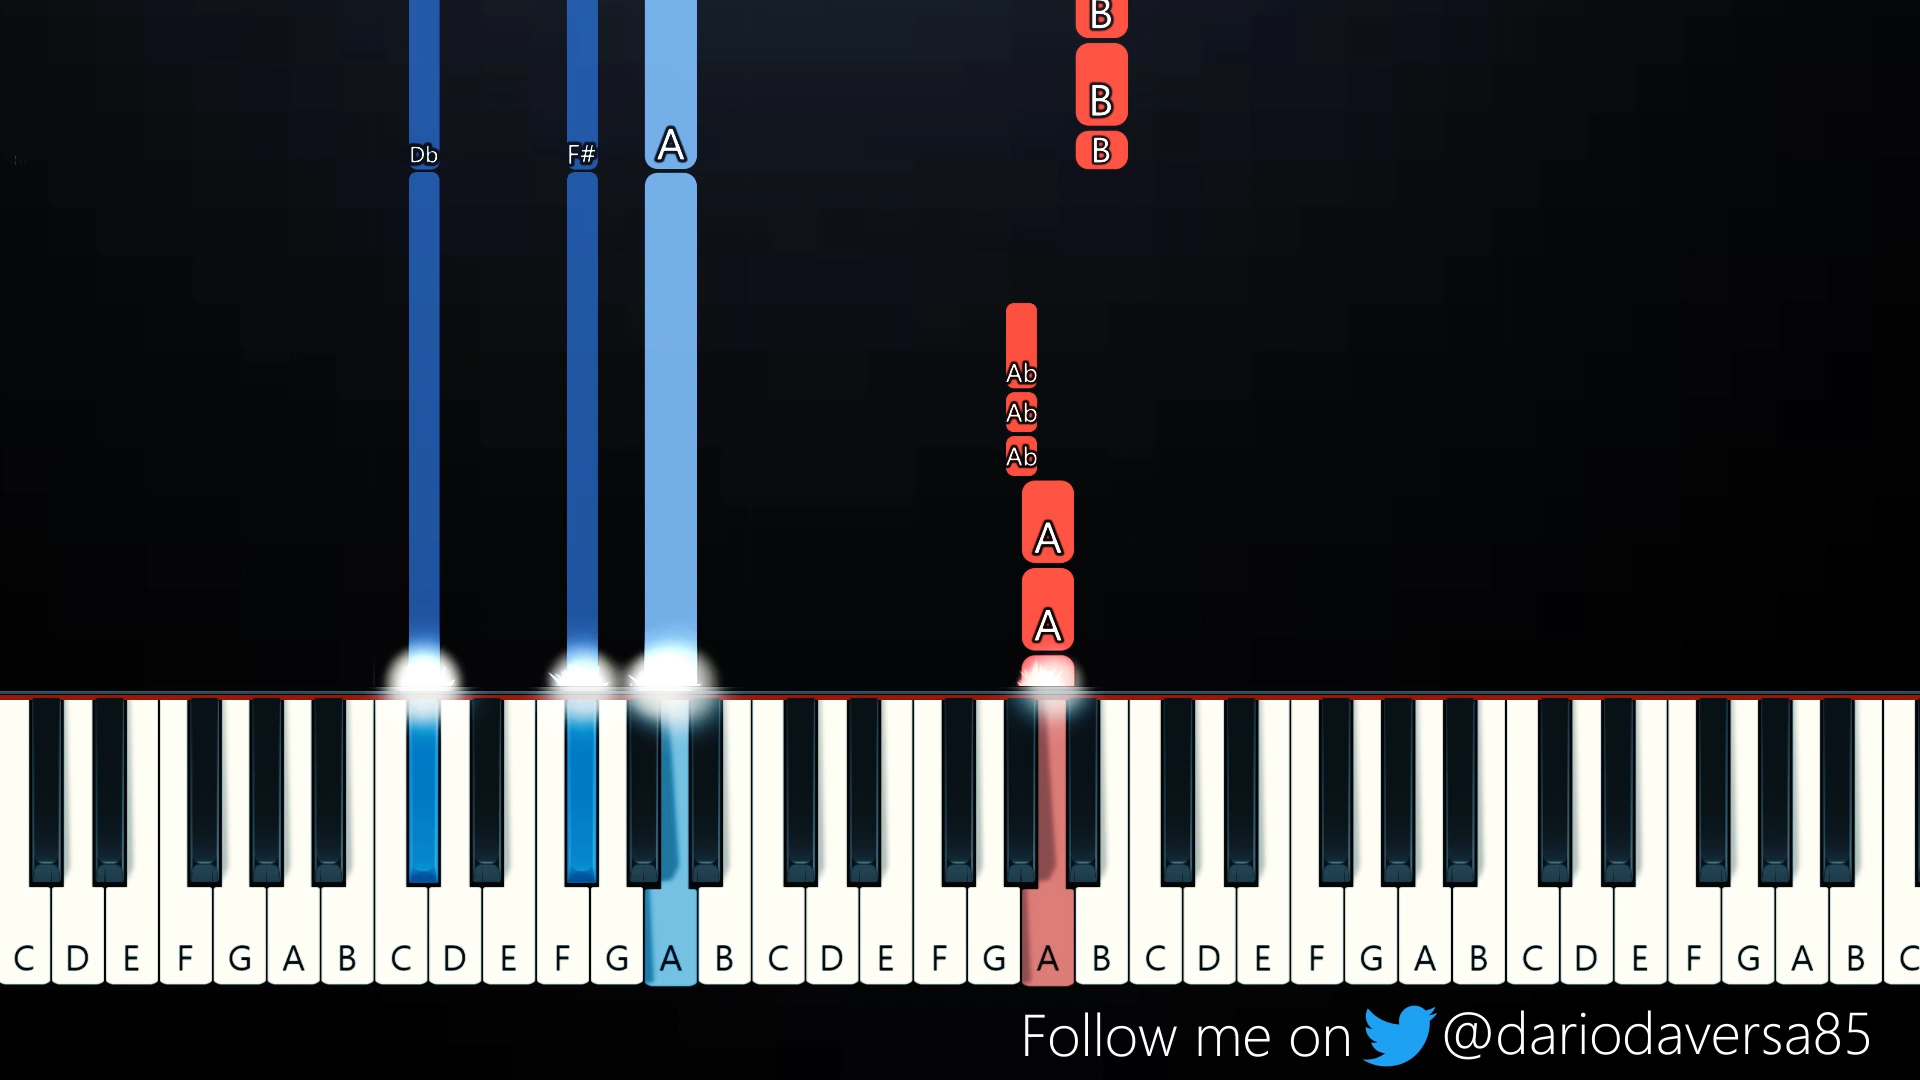 B
B
Db F# A B
Ab
Ab
Ab
A
A
C D E F G A B C D E F G A B C D E F G A B C D E F G A B C D E F G A B C
Follow me on @dariodaversa85